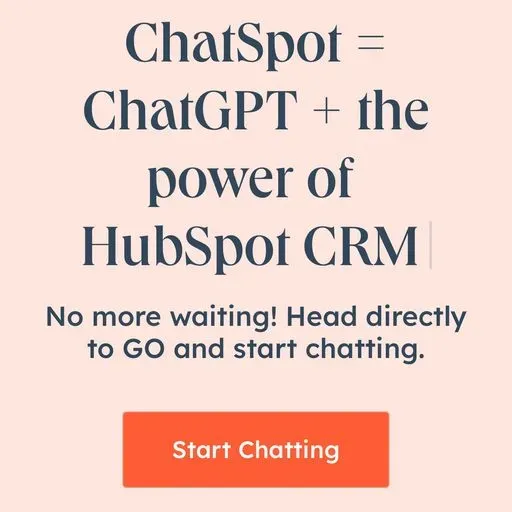 ChatSpot =
ChatGPT + the
power of
HubSpot CRM
No more waiting! Head directly
to GO and start chatting.
Start Chatting